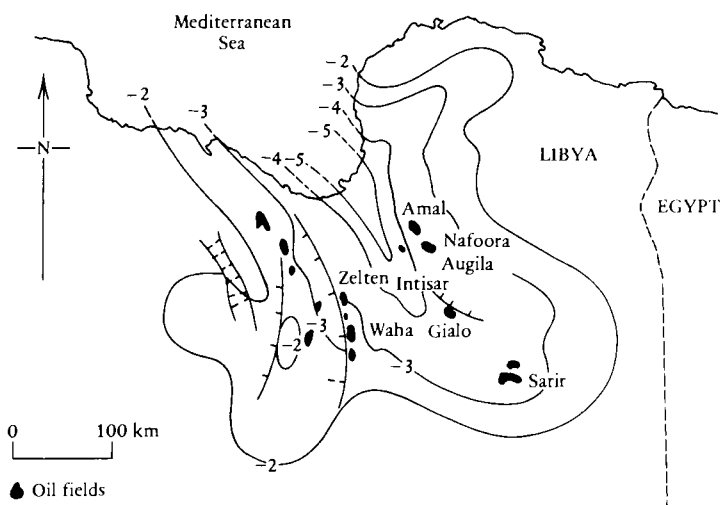 Mediterranean
Sea
-2
-3
-4
-5
-2
-3
-4
-5
N
LIBYA
EGYPT
Amal
Nafoora
Augila
Zelten
Intisar
Waha
Gialo
-3
-2
-3
Sarir
-2
0
100 km
Oil fields